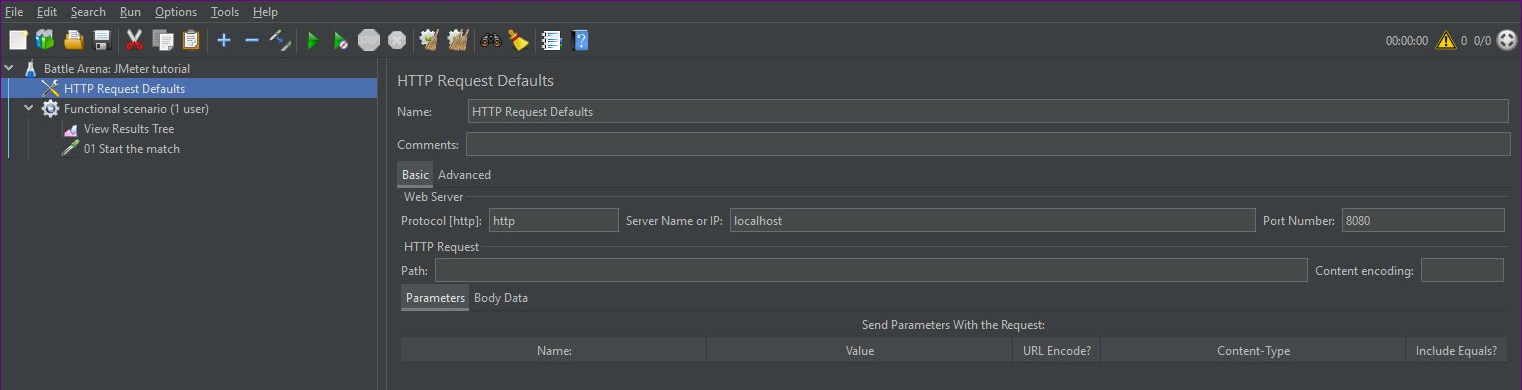 File Edit Search Run Options Tools Help
STOP 00:00:00 0 0/0
Battle Arena: JMeter tutorial
HTTP Request Defaults
Functional scenario (1 user)
View Results Tree
01 Start the match
HTTP Request Defaults
Name: HTTP Request Defaults
Comments:
Basic Advanced
Web Server
Protocol [http]: http Server Name or IP: localhost Port Number: 8080
HTTP Request
Path: Content encoding:
Parameters Body Data
Send Parameters With the Request:
Name: Value URL Encode? Content-Type Include Equals?